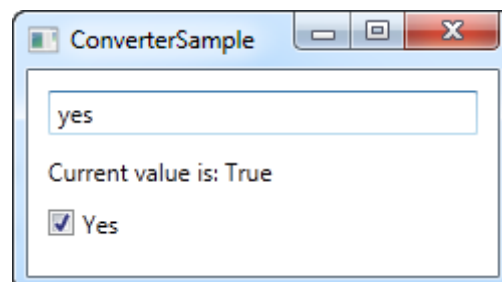 ConverterSample
yes
Current value is: True
Yes